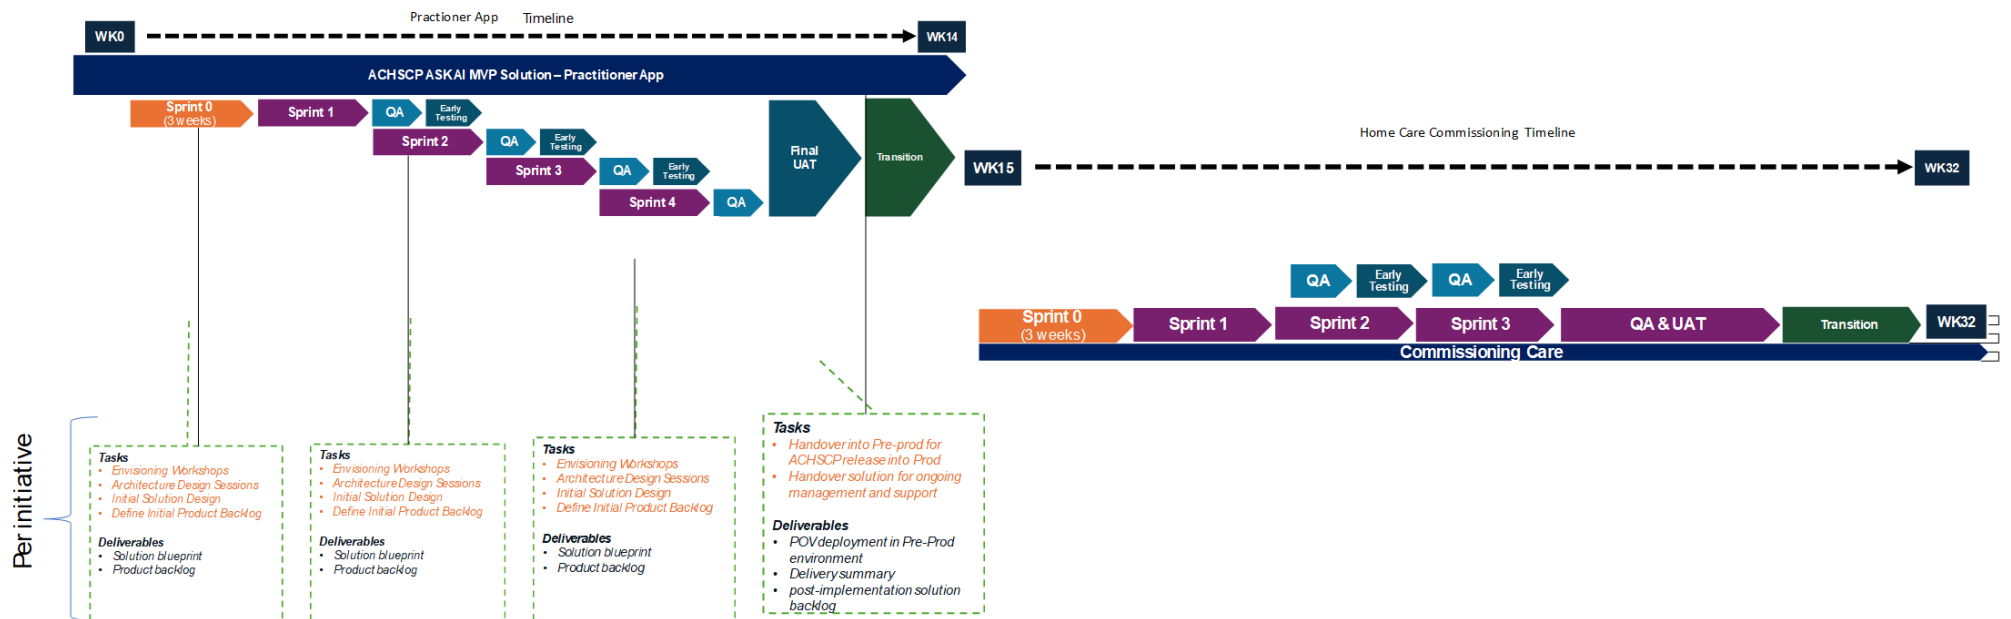 Practioner App Timeline
WK0
WK14
ACHSCP ASK AI MVP Solution – Practitioner App
Sprint 0
(3 weeks)
Sprint 1
QA
Early
Testing
Sprint 2
QA
Early
Testing
Sprint 3
QA
Early
Testing
Sprint 4
QA
Final
UAT
Transition
Home Care Commissioning Timeline
WK15
WK32
QA
Early
Testing
QA
Early
Testing
Sprint 0
(3 weeks)
Sprint 1
Sprint 2
Sprint 3
QA & UAT
Transition
WK32
Commissioning Care
Per initiative
Tasks
• Envisioning Workshops
• Architecture Design Sessions
• Initial Solution Design
• Define Initial Product Backlog
Deliverables
• Solution blueprint
• Product backlog
Tasks
• Envisioning Workshops
• Architecture Design Sessions
• Initial Solution Design
• Define Initial Product Backlog
Deliverables
• Solution blueprint
• Product backlog
Tasks
• Envisioning Workshops
• Architecture Design Sessions
• Initial Solution Design
• Define Initial Product Backlog
Deliverables
• Solution blueprint
• Product backlog
Tasks
• Handover into Pre-prod for
ACHSCP release into Prod
• Handover solution for ongoing
management and support
Deliverables
• POV deployment in Pre-Prod
environment
• Delivery summary
• post-implementation solution
backlog